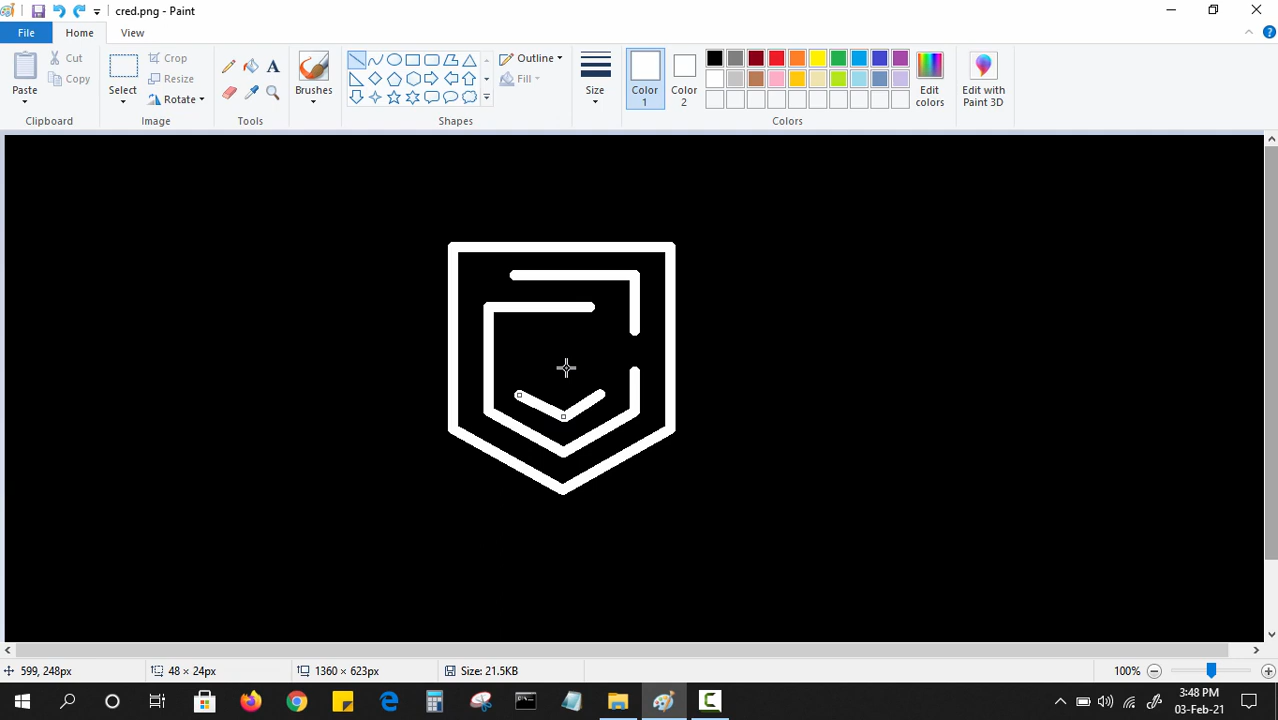 cred.png - Paint
File Home View
Paste Cut Copy
Clipboard
Select Crop Resize Rotate
Image
Tools
Brushes
Outline Fill
Shapes
Size
Color 1 Color 2
Edit colors
Colors
Edit with Paint 3D
599, 248px 48 × 24px 1360 × 623px Size: 21.5KB 100%
3:48 PM
03-Feb-21